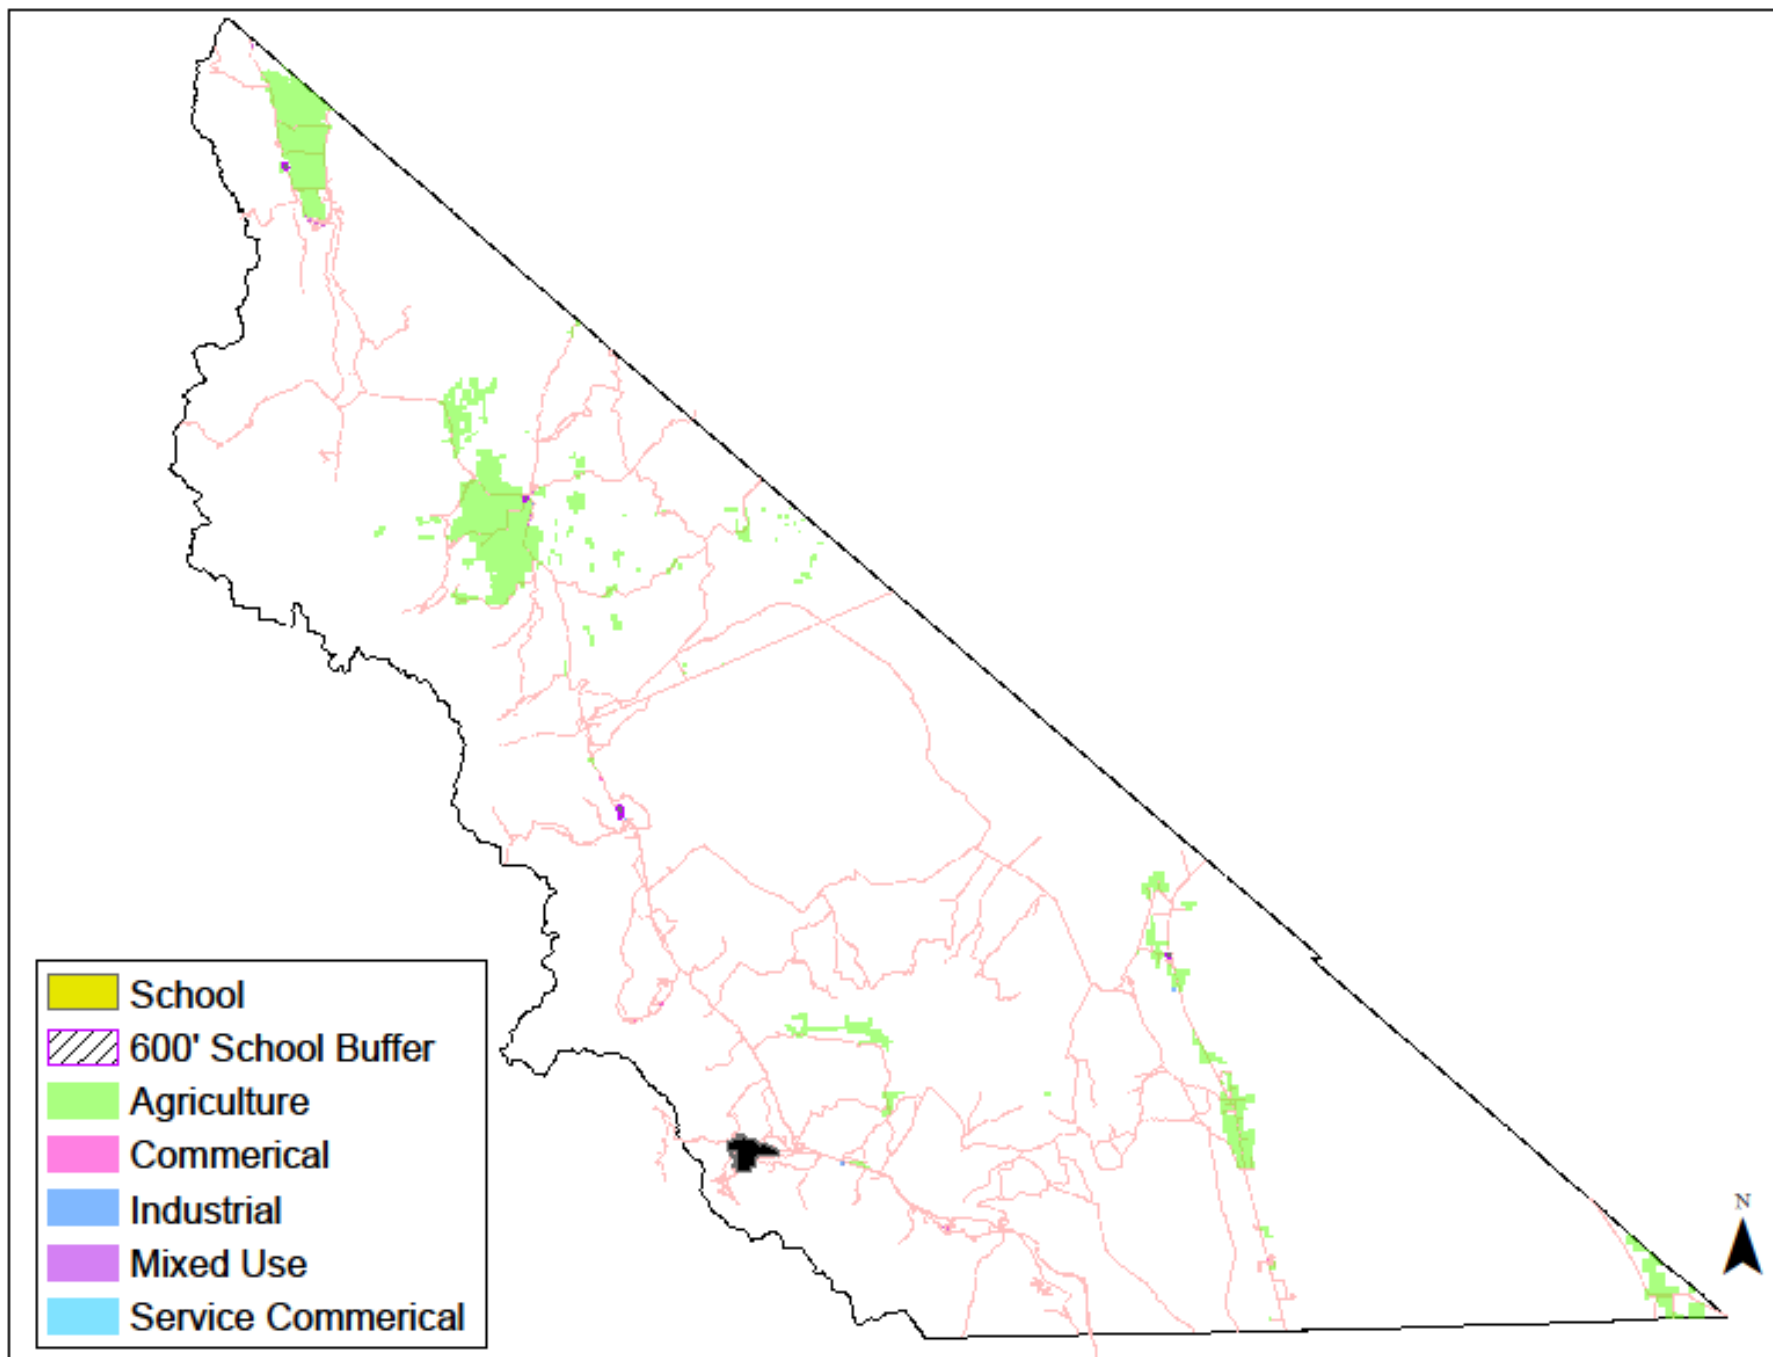 School
600' School Buffer
Agriculture
Commerical
Industrial
Mixed Use
Service Commerical
N